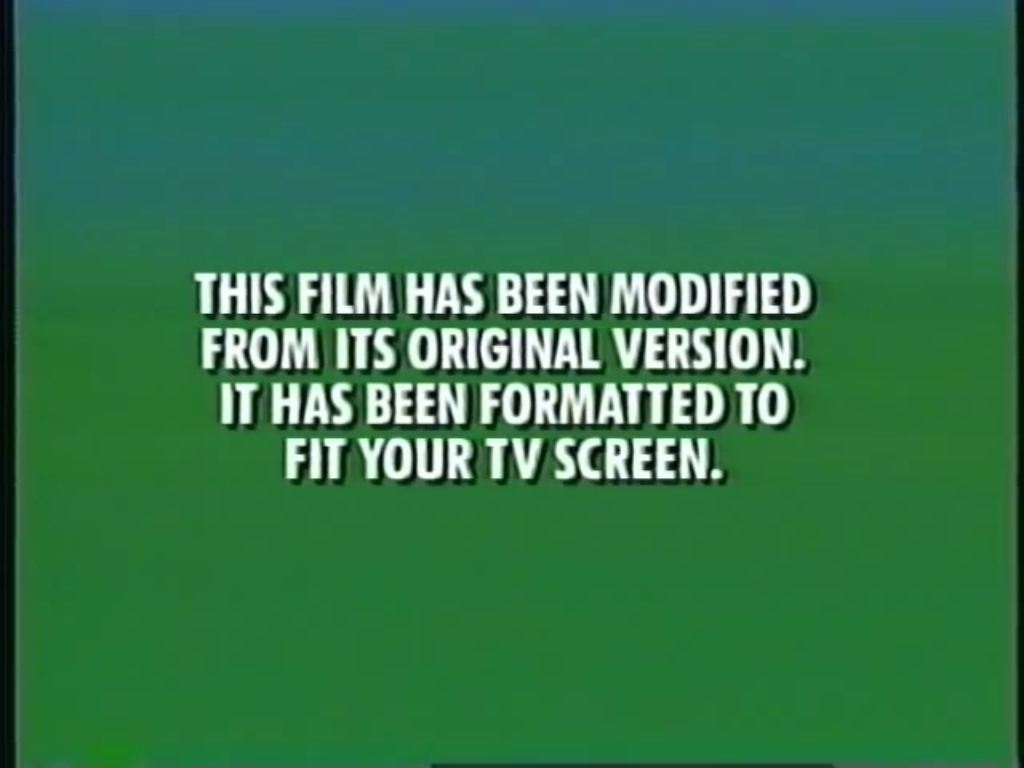 THIS FILM HAS BEEN MODIFIED
FROM ITS ORIGINAL VERSION.
IT HAS BEEN FORMATTED TO
FIT YOUR TV SCREEN.